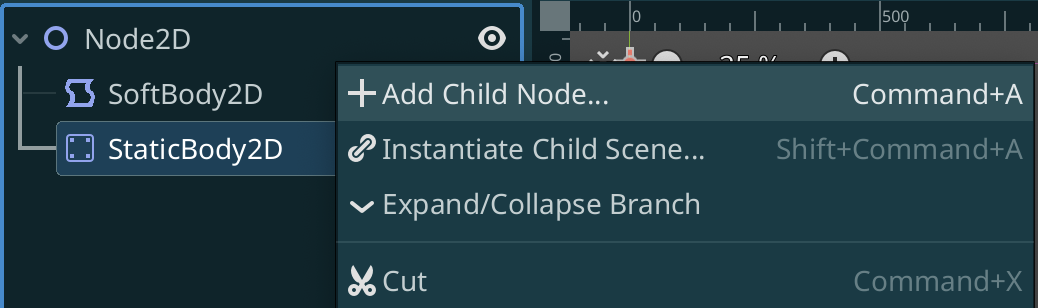 0
500
Node2D
0
SoftBody2D
StaticBody2D
Add Child Node... Command+A
Instantiate Child Scene... Shift+Command+A
Expand/Collapse Branch
Cut Command+X